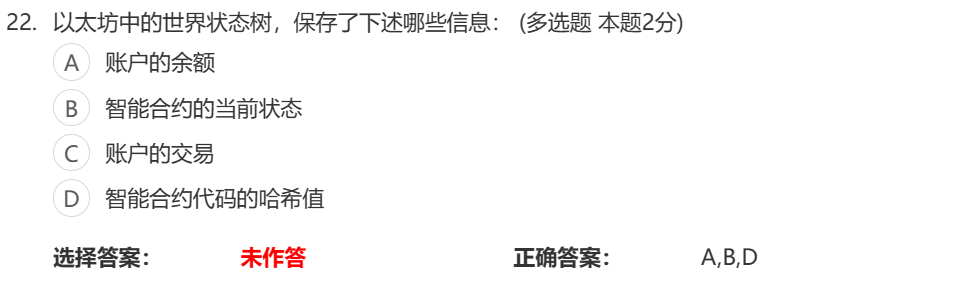 22. 以太坊中的世界状态树，保存了下述哪些信息： (多选题 本题2分)
A 账户的余额
B 智能合约的当前状态
C 账户的交易
D 智能合约代码的哈希值
选择答案： 未作答 正确答案： A,B,D